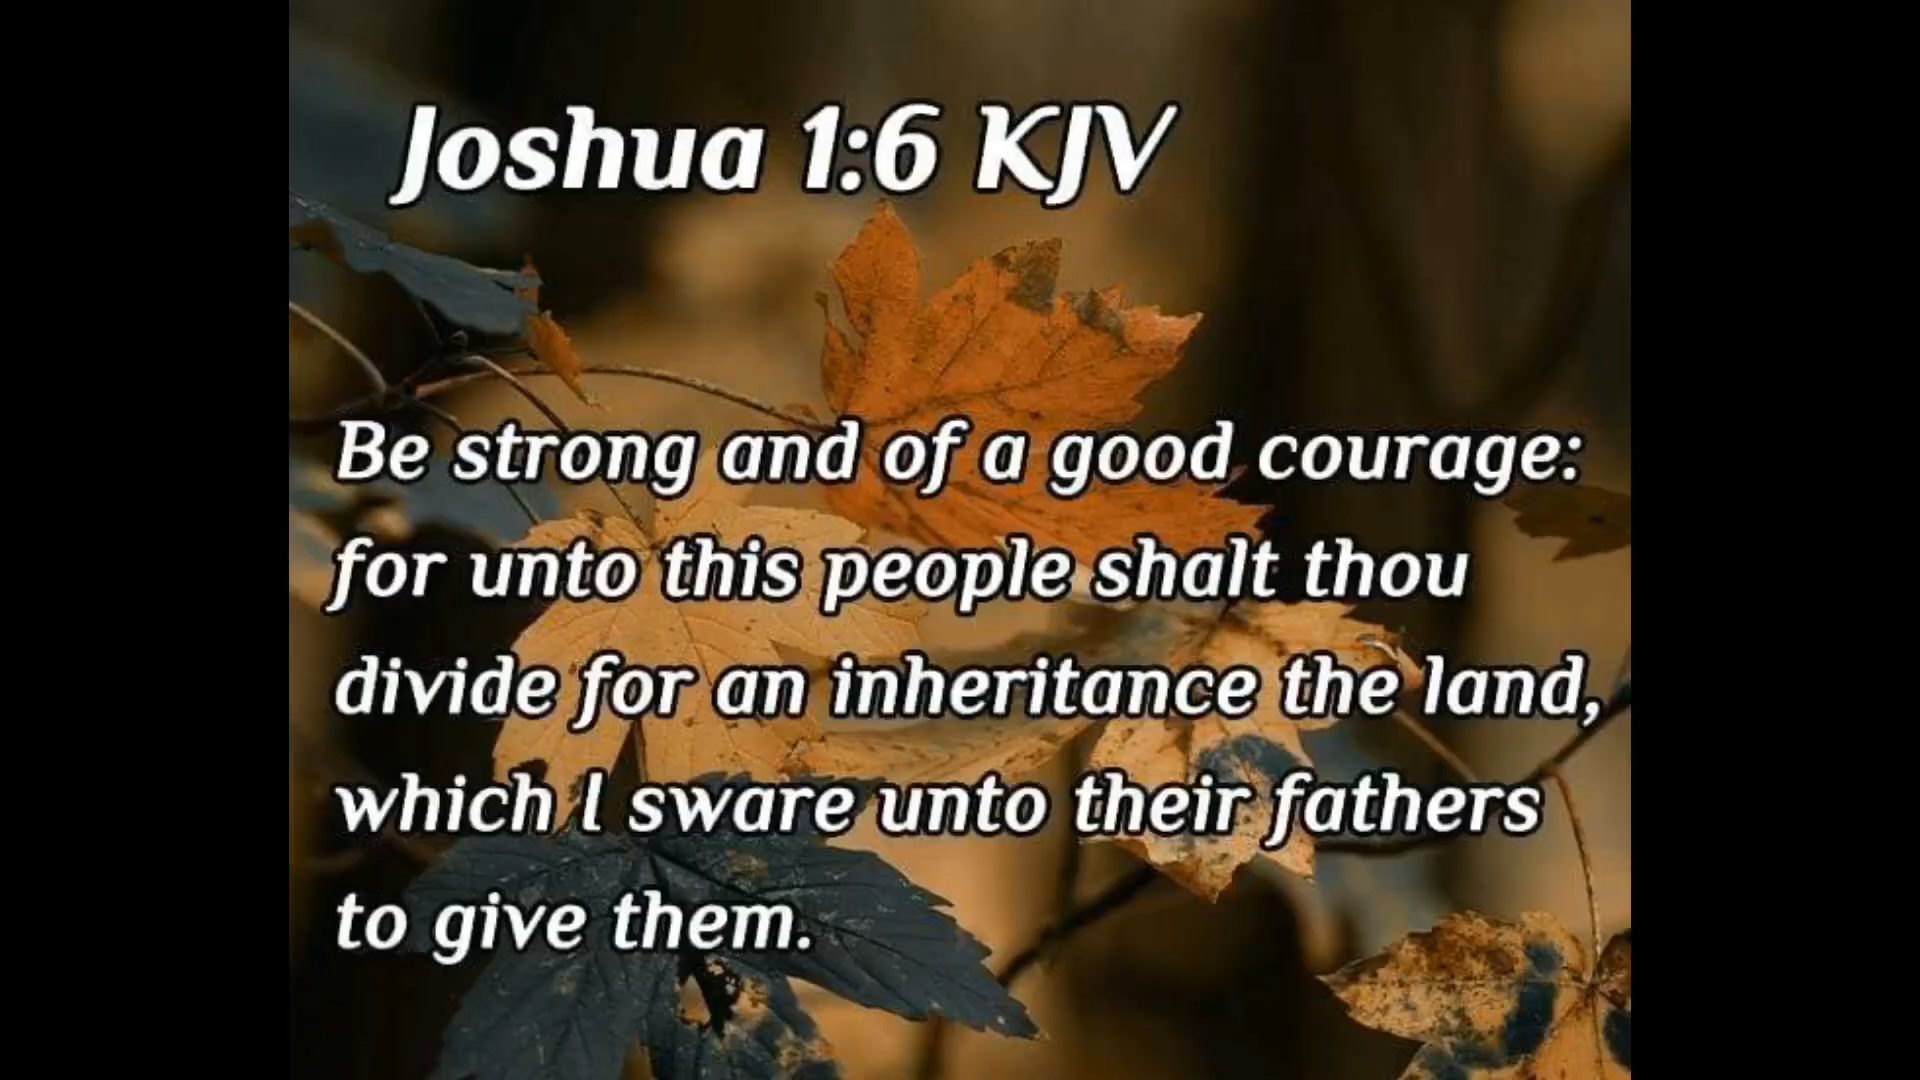 Joshua 1:6 KJV
Be strong and of a good courage:
for unto this people shalt thou
divide for an inheritance the land,
which I sware unto their fathers
to give them.